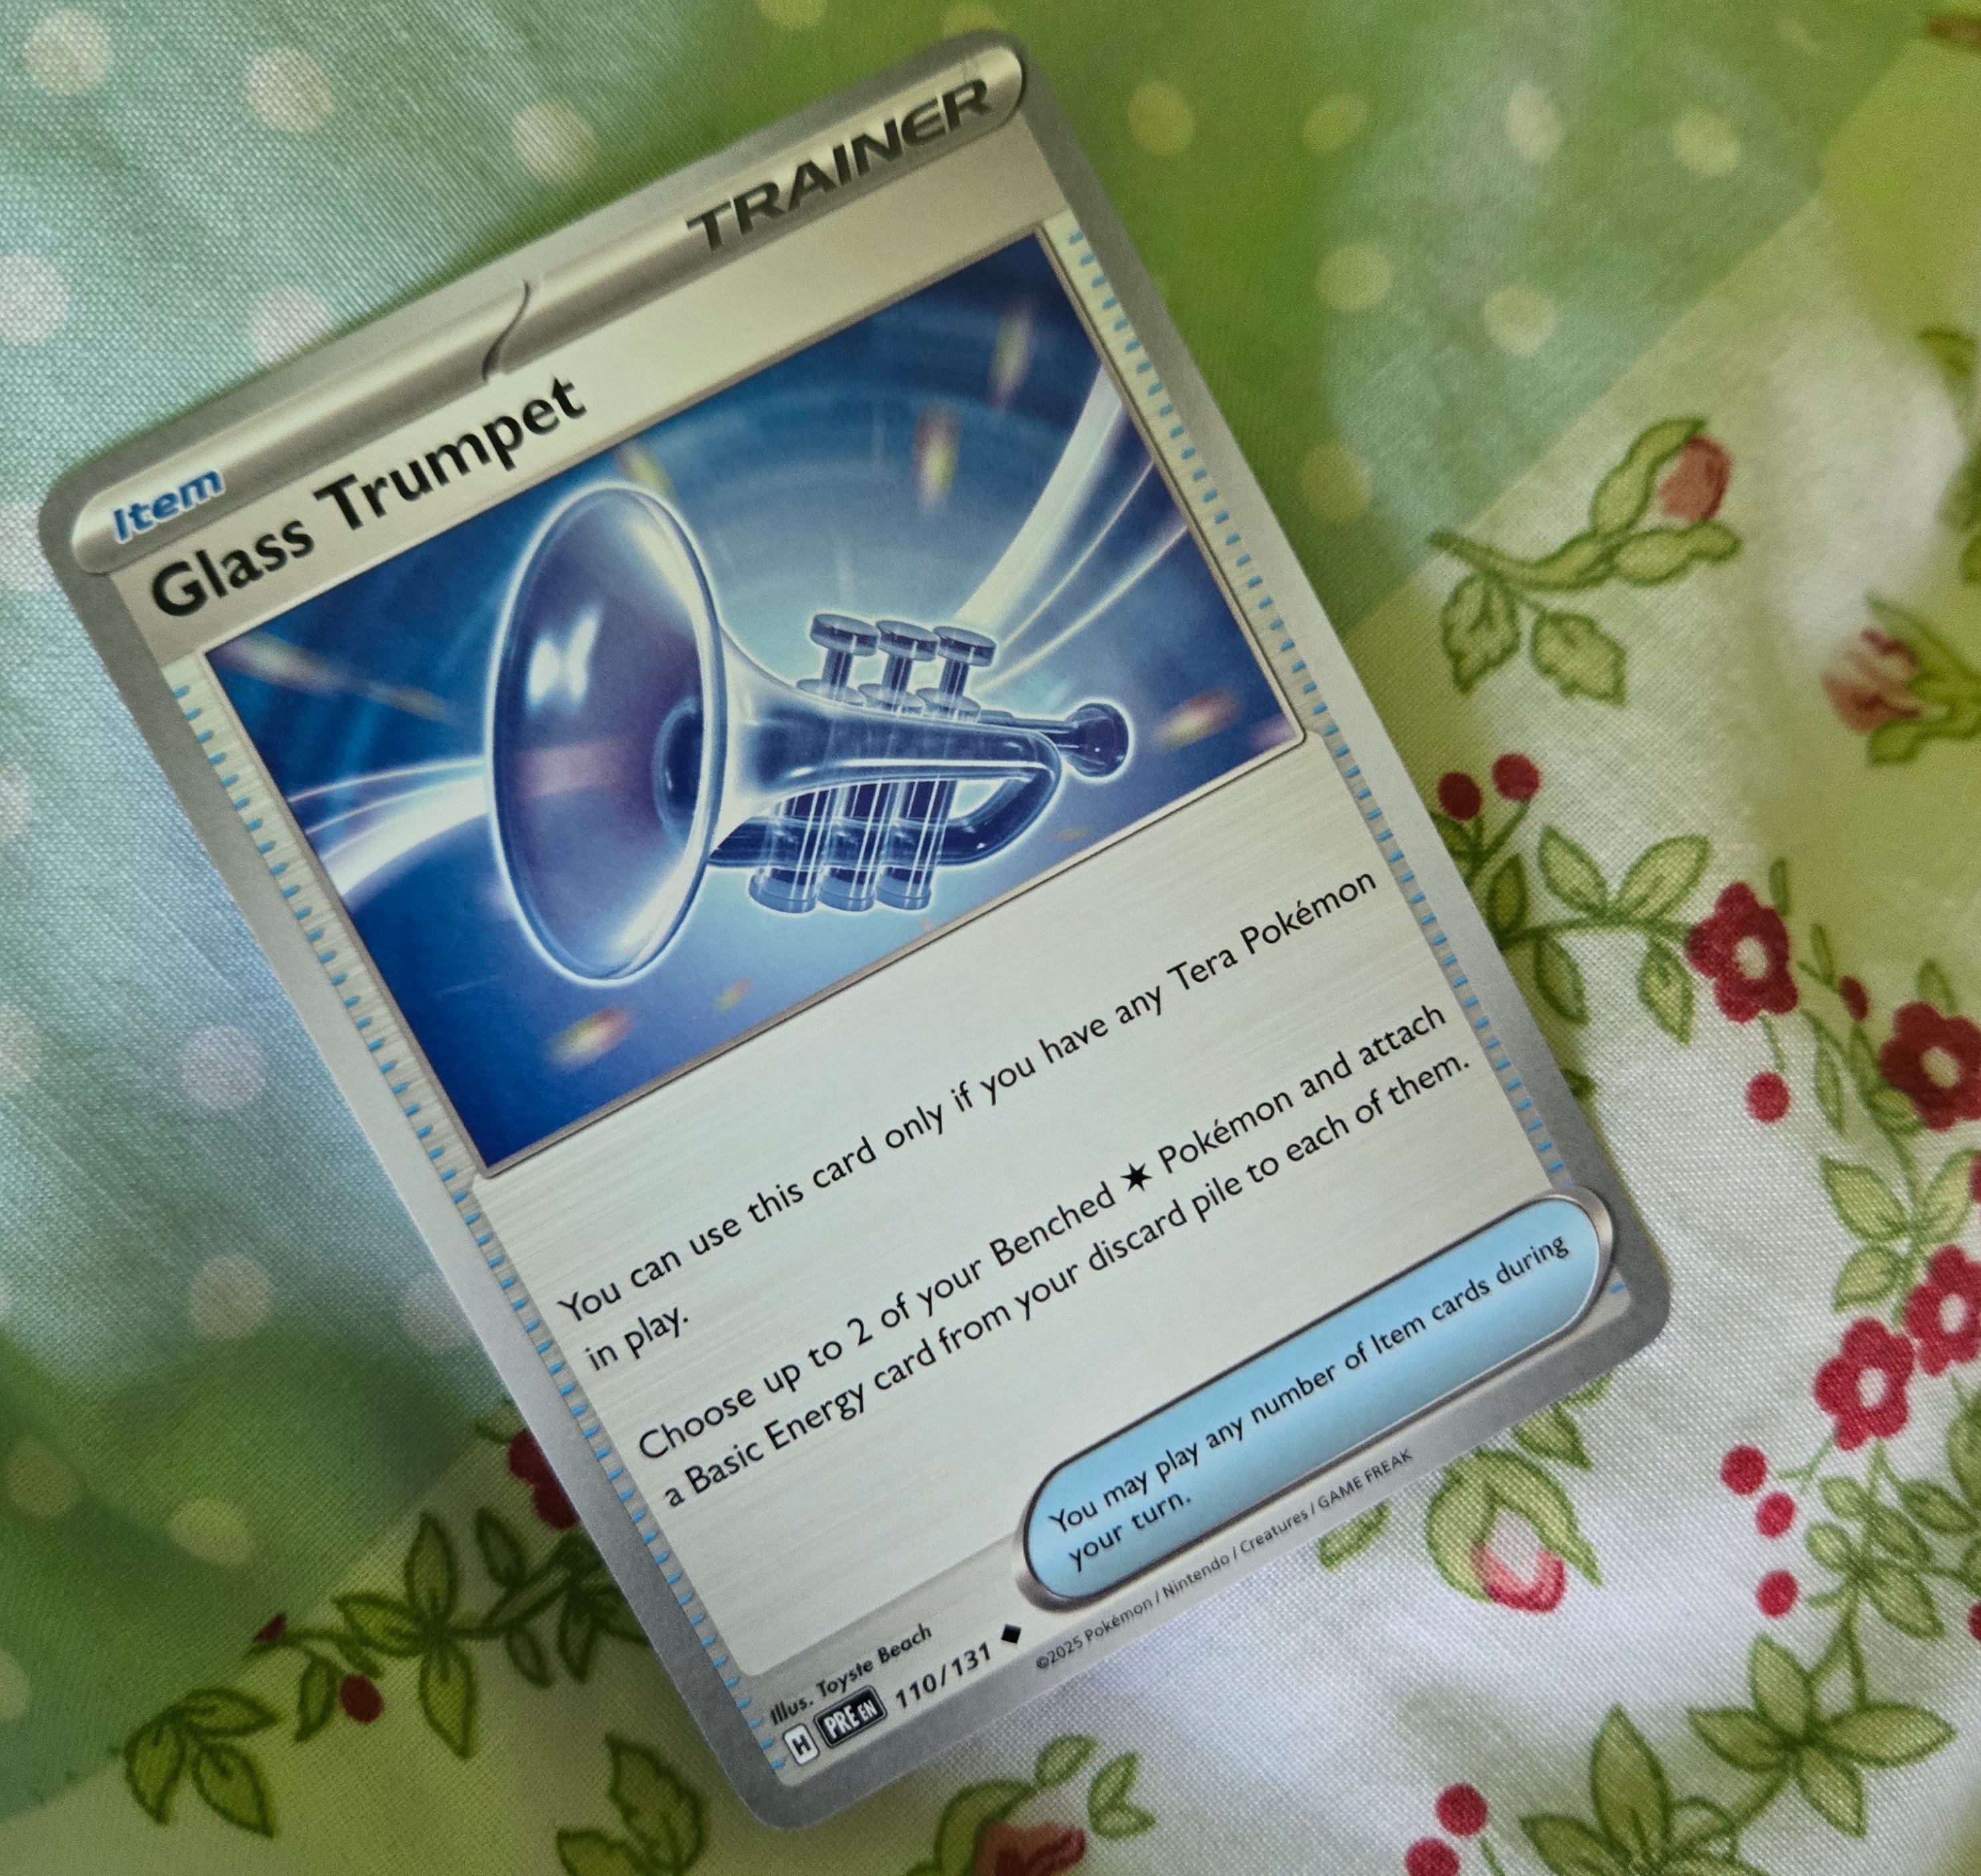 Item
TRAINER
Glass Trumpet
You can use this card only if you have any Tera Pokémon
in play.
Choose up to 2 of your Benched ✶ Pokémon and attach
a Basic Energy card from your discard pile to each of them.
You may play any number of Item cards during
your turn.
Illus. Toyste Beach
H PRE EN 110/131 ◆
©2025 Pokémon / Nintendo / Creatures / GAME FREAK